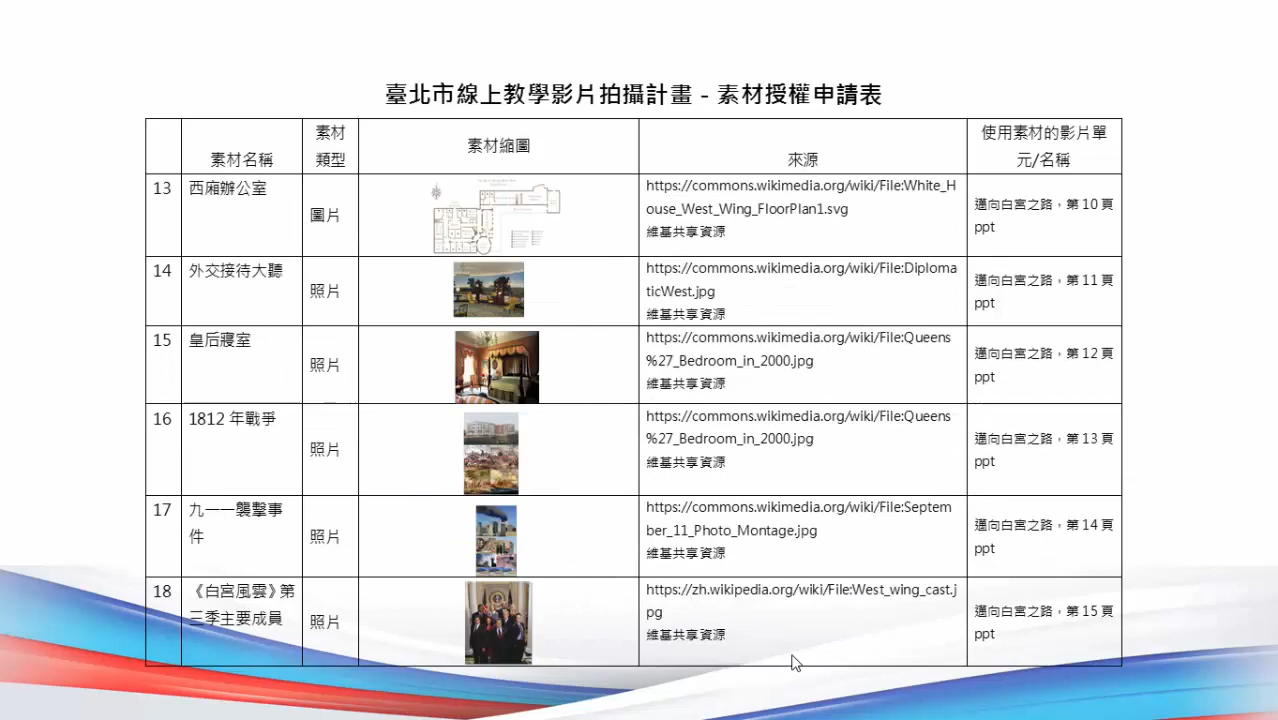 臺北市線上教學影片拍攝計畫 - 素材授權申請表
素材名稱
素材
類型
素材縮圖
來源
使用素材的影片單
元/名稱
13
西廂辦公室
圖片
https://commons.wikimedia.org/wiki/File:White_H
ouse_West_Wing_FloorPlan1.svg
維基共享資源
邁向白宮之路，第 10 頁
ppt
14
外交接待大聽
照片
https://commons.wikimedia.org/wiki/File:Diploma
ticWest.jpg
維基共享資源
邁向白宮之路，第 11 頁
ppt
15
皇后寢室
照片
https://commons.wikimedia.org/wiki/File:Queens
%27_Bedroom_in_2000.jpg
維基共享資源
邁向白宮之路，第 12 頁
ppt
16
1812 年戰爭
照片
https://commons.wikimedia.org/wiki/File:Queens
%27_Bedroom_in_2000.jpg
維基共享資源
邁向白宮之路，第 13 頁
ppt
17
九一一襲擊事
件
照片
https://commons.wikimedia.org/wiki/File:Septem
ber_11_Photo_Montage.jpg
維基共享資源
邁向白宮之路，第 14 頁
ppt
18
《白宮風雲》第
三季主要成員
照片
https://zh.wikipedia.org/wiki/File:West_wing_cast.j
pg
維基共享資源
邁向白宮之路，第 15 頁
ppt